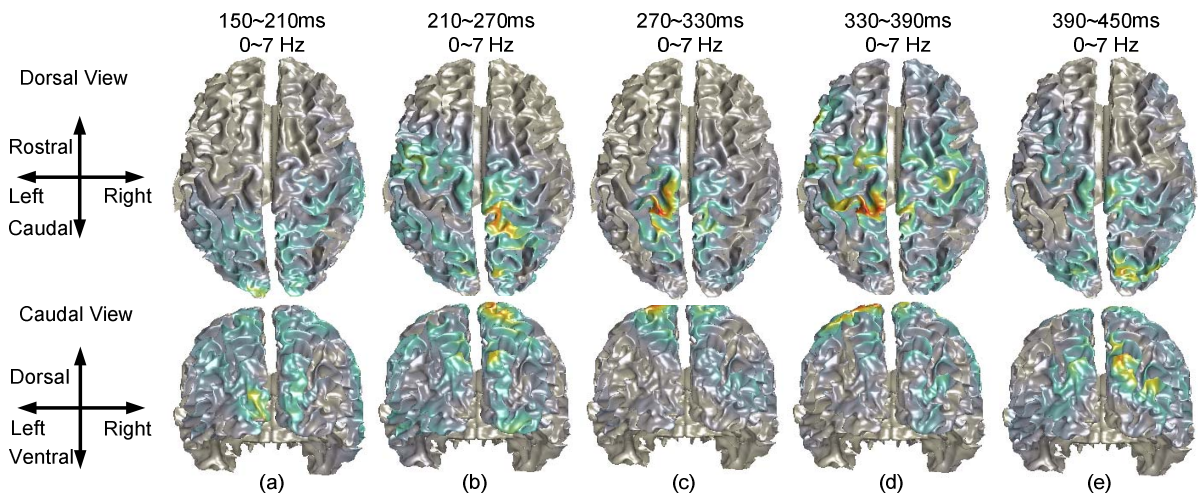 150~210ms
0~7 Hz
210~270ms
0~7 Hz
270~330ms
0~7 Hz
330~390ms
0~7 Hz
390~450ms
0~7 Hz
Dorsal View
Rostral
Left
Right
Caudal
Caudal View
Dorsal
Left
Right
Ventral
(a)
(b)
(c)
(d)
(e)